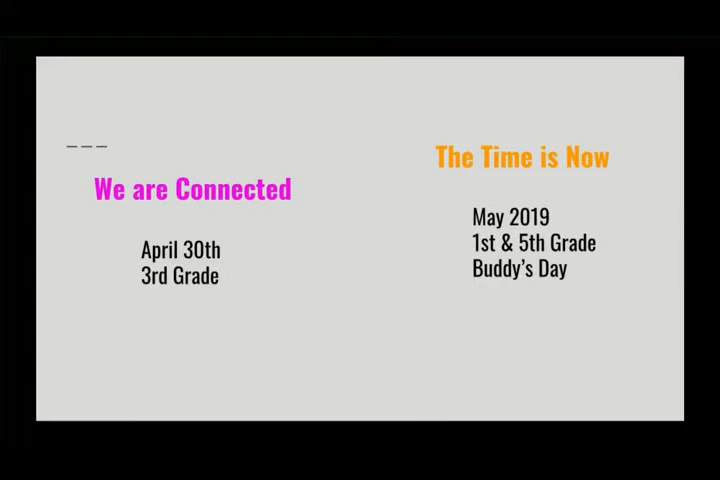 We are Connected
April 30th
3rd Grade
The Time is Now
May 2019
1st & 5th Grade
Buddy’s Day